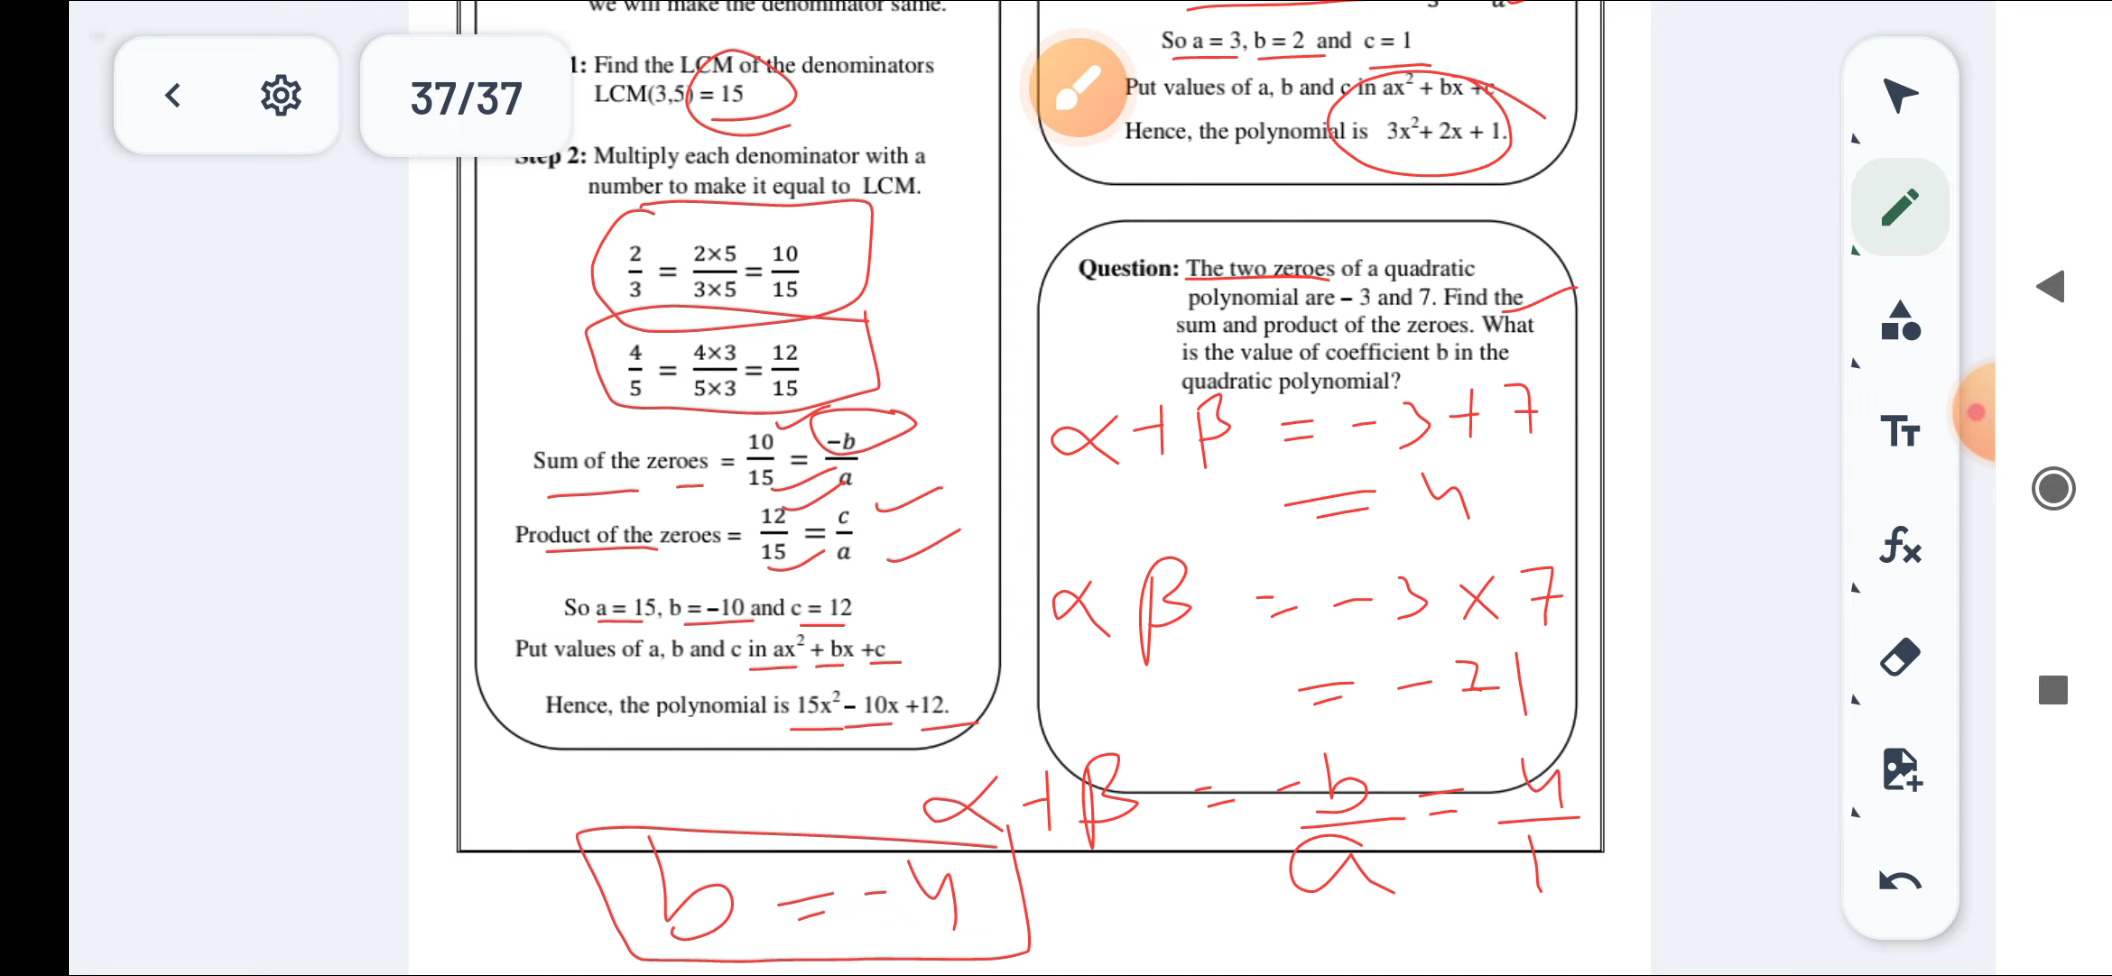 37/37
we will make the denominator same.
1: Find the LCM of the denominators
LCM(3,5) = 15
Step 2: Multiply each denominator with a
number to make it equal to LCM.
2/3 = 2×5/3×5 = 10/15
4/5 = 4×3/5×3 = 12/15
Sum of the zeroes = 10/15 = -b/a
Product of the zeroes = 12/15 = c/a
So a = 15, b = –10 and c = 12
Put values of a, b and c in ax² + bx +c
Hence, the polynomial is 15x² – 10x +12.
So a = 3, b = 2 and c = 1
Put values of a, b and c in ax² + bx +c
Hence, the polynomial is 3x²+ 2x + 1.
Question: The two zeroes of a quadratic
polynomial are – 3 and 7. Find the
sum and product of the zeroes. What
is the value of coefficient b in the
quadratic polynomial?
α+β = -3+7
= 4
αβ = -3×7
= -21
α+β = -b/a = 4/1
b = -4
Tт
fx